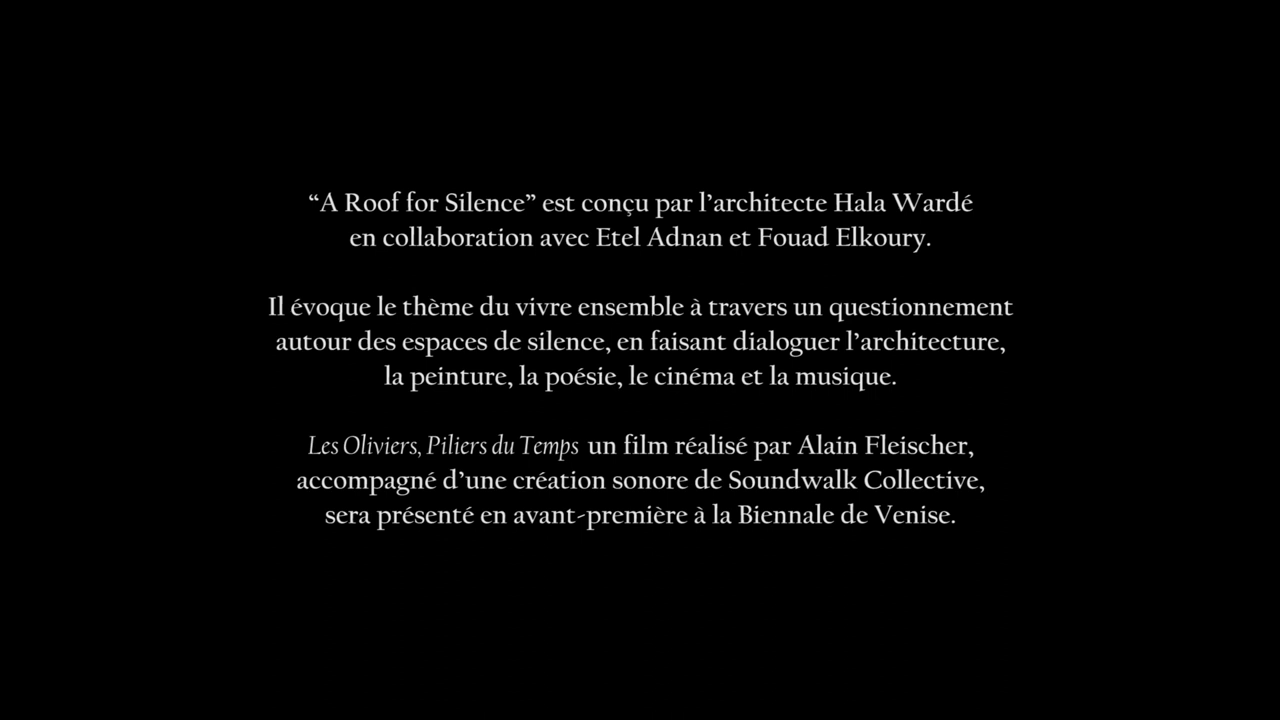 “A Roof for Silence” est conçu par l’architecte Hala Wardé
en collaboration avec Etel Adnan et Fouad Elkoury.
Il évoque le thème du vivre ensemble à travers un questionnement
autour des espaces de silence, en faisant dialoguer l’architecture,
la peinture, la poésie, le cinéma et la musique.
Les Oliviers, Piliers du Temps un film réalisé par Alain Fleischer,
accompagné d’une création sonore de Soundwalk Collective,
sera présenté en avant-première à la Biennale de Venise.